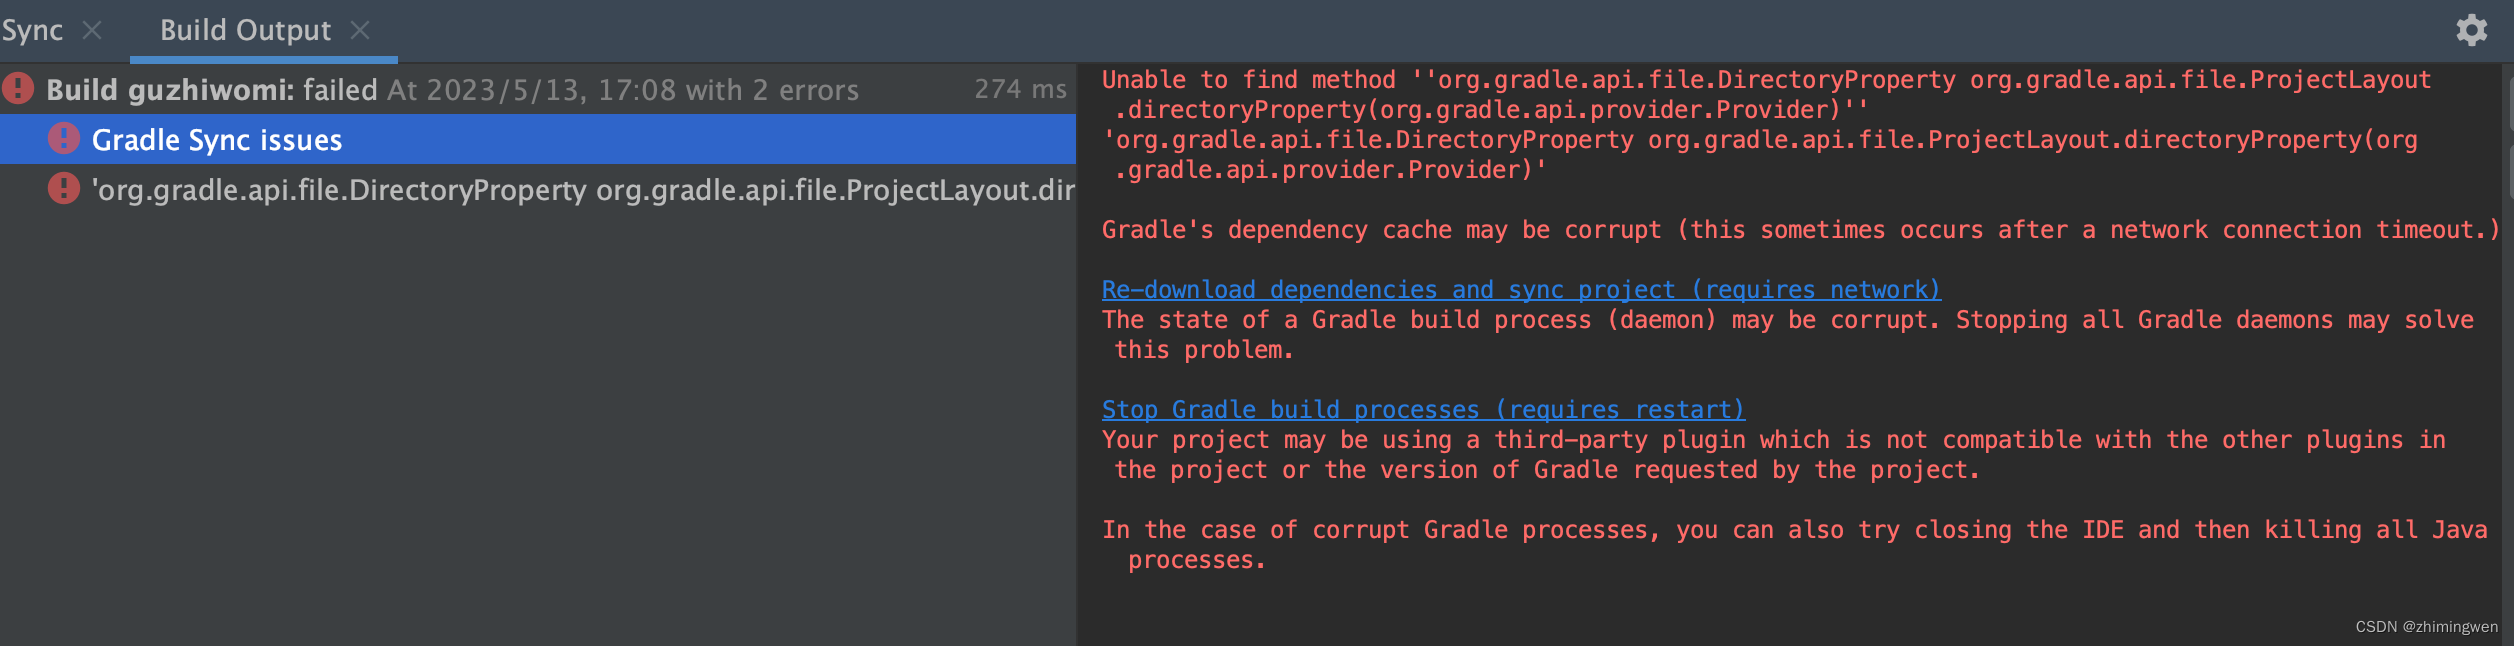 Sync
Build Output
Build guzhiwomi: failed At 2023/5/13, 17:08 with 2 errors 274 ms
Gradle Sync issues
'org.gradle.api.file.DirectoryProperty org.gradle.api.file.ProjectLayout.dir
Unable to find method ''org.gradle.api.file.DirectoryProperty org.gradle.api.file.ProjectLayout
.directoryProperty(org.gradle.api.provider.Provider)''
'org.gradle.api.file.DirectoryProperty org.gradle.api.file.ProjectLayout.directoryProperty(org
.gradle.api.provider.Provider)'
Gradle's dependency cache may be corrupt (this sometimes occurs after a network connection timeout.)
Re-download dependencies and sync project (requires network)
The state of a Gradle build process (daemon) may be corrupt. Stopping all Gradle daemons may solve
this problem.
Stop Gradle build processes (requires restart)
Your project may be using a third-party plugin which is not compatible with the other plugins in
the project or the version of Gradle requested by the project.
In the case of corrupt Gradle processes, you can also try closing the IDE and then killing all Java
processes.
CSDN @zhimingwen